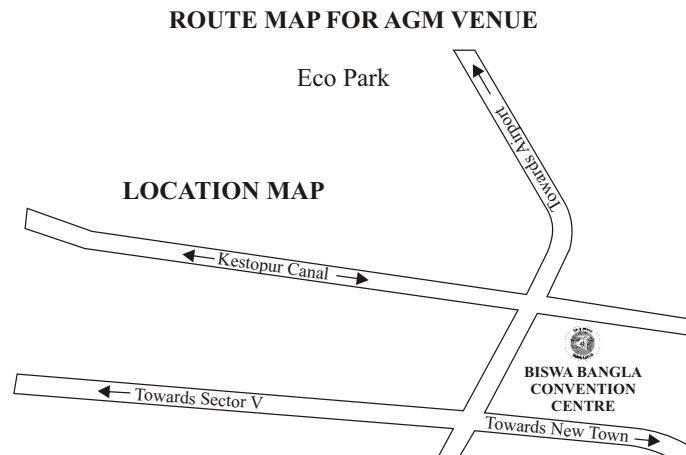 ROUTE MAP FOR AGM VENUE
Eco Park
Towards Airport
LOCATION MAP
Kestopur Canal
BISWA BANGLA
CONVENTION
CENTRE
Towards Sector V
Towards New Town